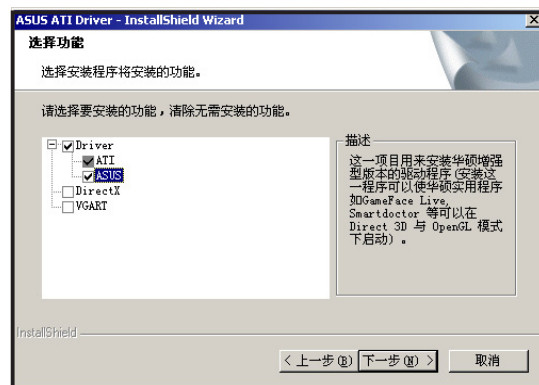 ASUS ATI Driver - InstallShield Wizard
选择功能
选择安装程序将安装的功能。
请选择要安装的功能，清除无需安装的功能。
Driver
ATI
ASUS
DirectX
VGART
描述
这一项目用来安装华硕增强
型版本的驱动程序(安装这
一程序可以使华硕实用程序
如GameFace Live,
Smartdoctor 等可以在
Direct 3D 与 OpenGL 模式
下启动) 。
InstallShield
< 上一步(B)
下一步(N) >
取消